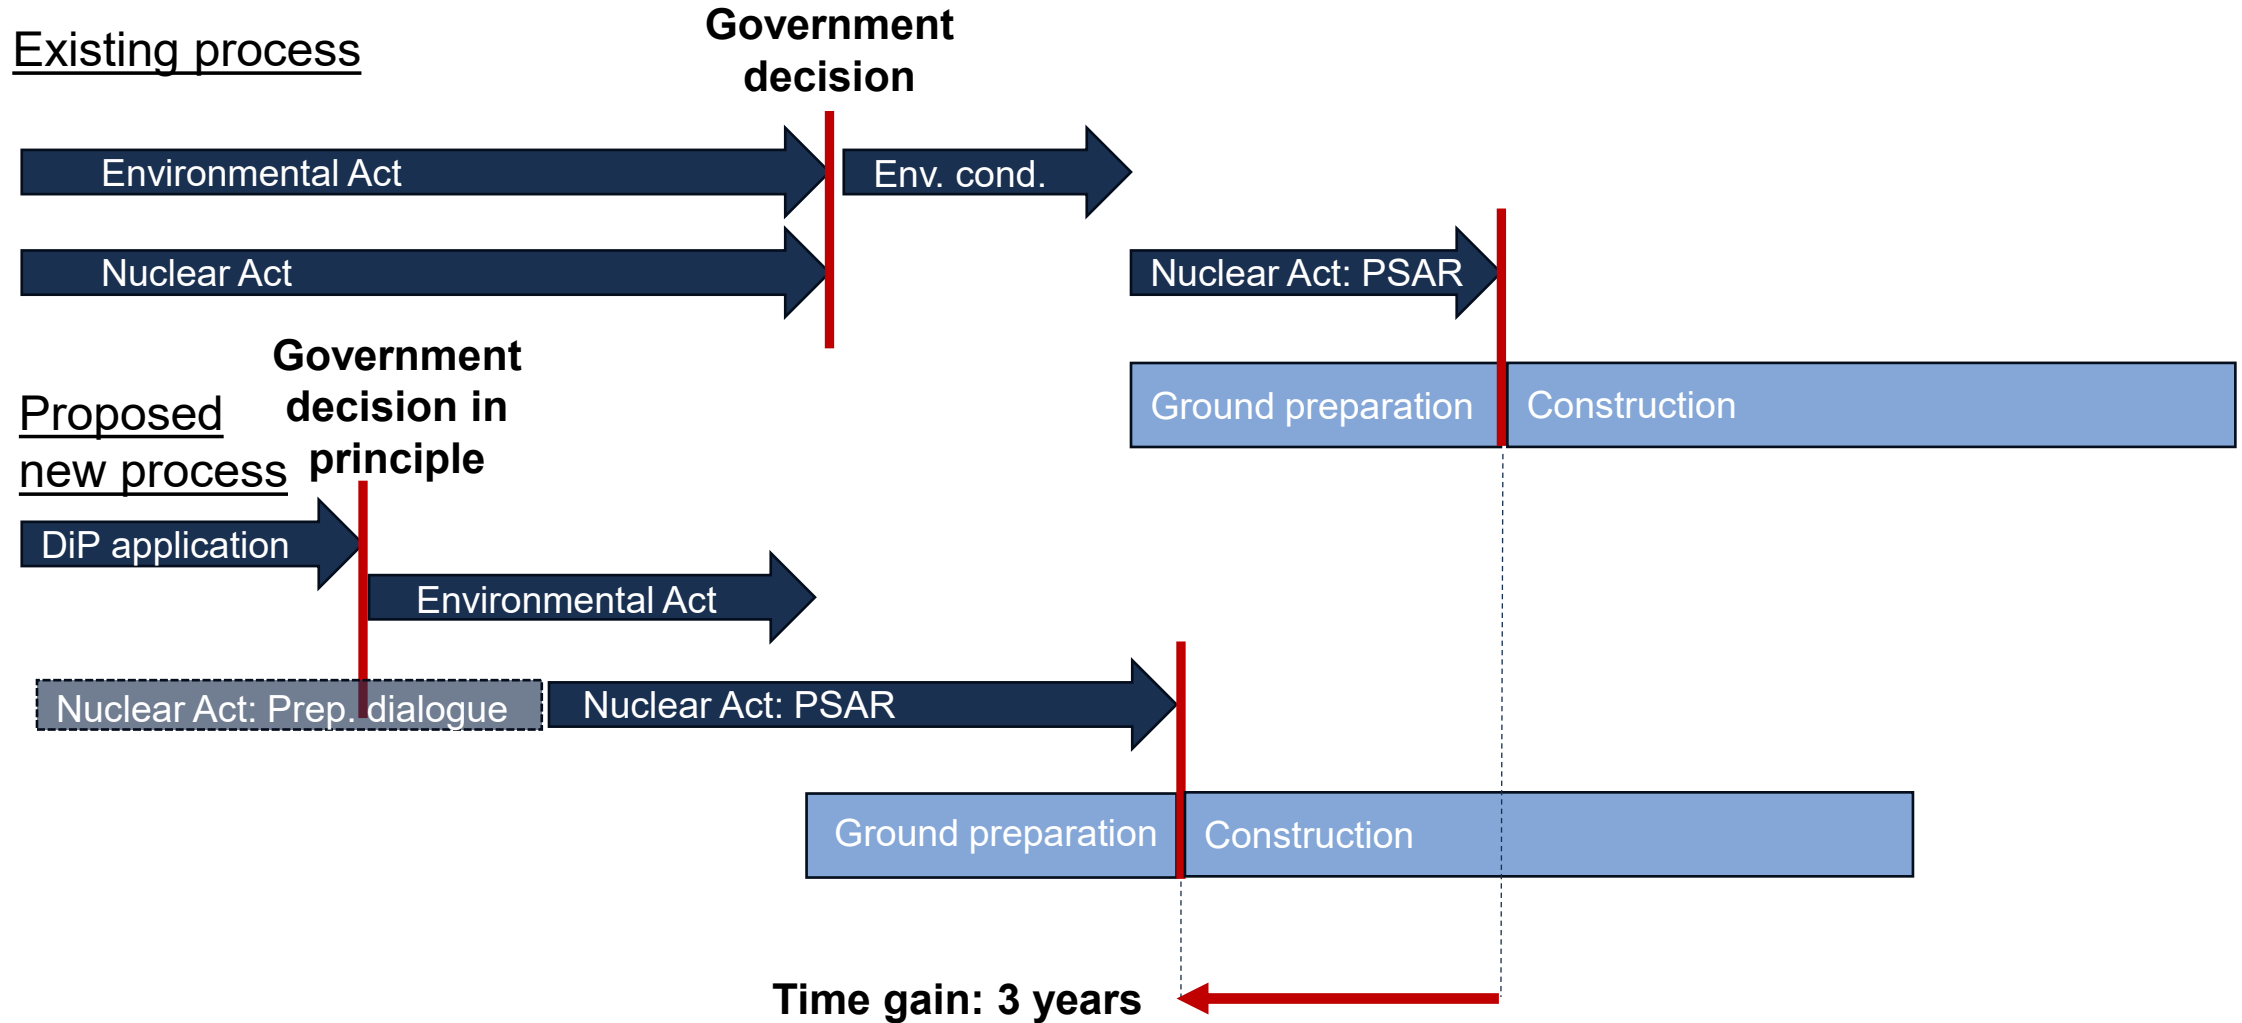 Existing process
Government
decision
Environmental Act
Env. cond.
Nuclear Act
Nuclear Act: PSAR
Ground preparation
Construction
Proposed
new process
Government
decision in
principle
DiP application
Environmental Act
Nuclear Act: Prep. dialogue
Nuclear Act: PSAR
Ground preparation
Construction
Time gain: 3 years